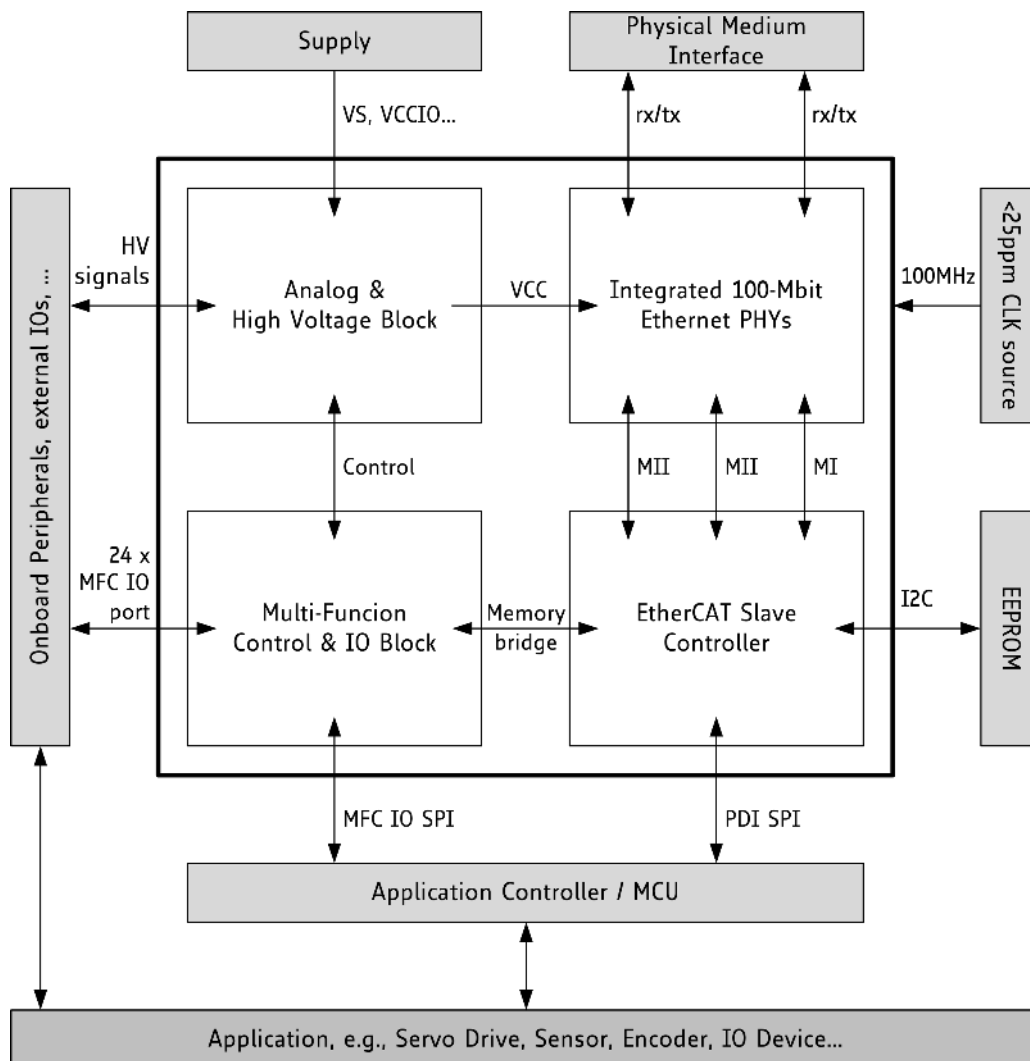 Supply
Physical Medium
Interface
VS, VCCIO...
rx/tx
rx/tx
Onboard Peripherals, external IOs, ...
HV
signals
Analog &
High Voltage Block
VCC
Integrated 100-Mbit
Ethernet PHYs
100MHz
<25ppm CLK source
Control
MII
MII
MI
24 x
MFC IO
port
Multi-Funcion
Control & IO Block
Memory
bridge
EtherCAT Slave
Controller
I2C
EEPROM
MFC IO SPI
PDI SPI
Application Controller / MCU
Application, e.g., Servo Drive, Sensor, Encoder, IO Device...